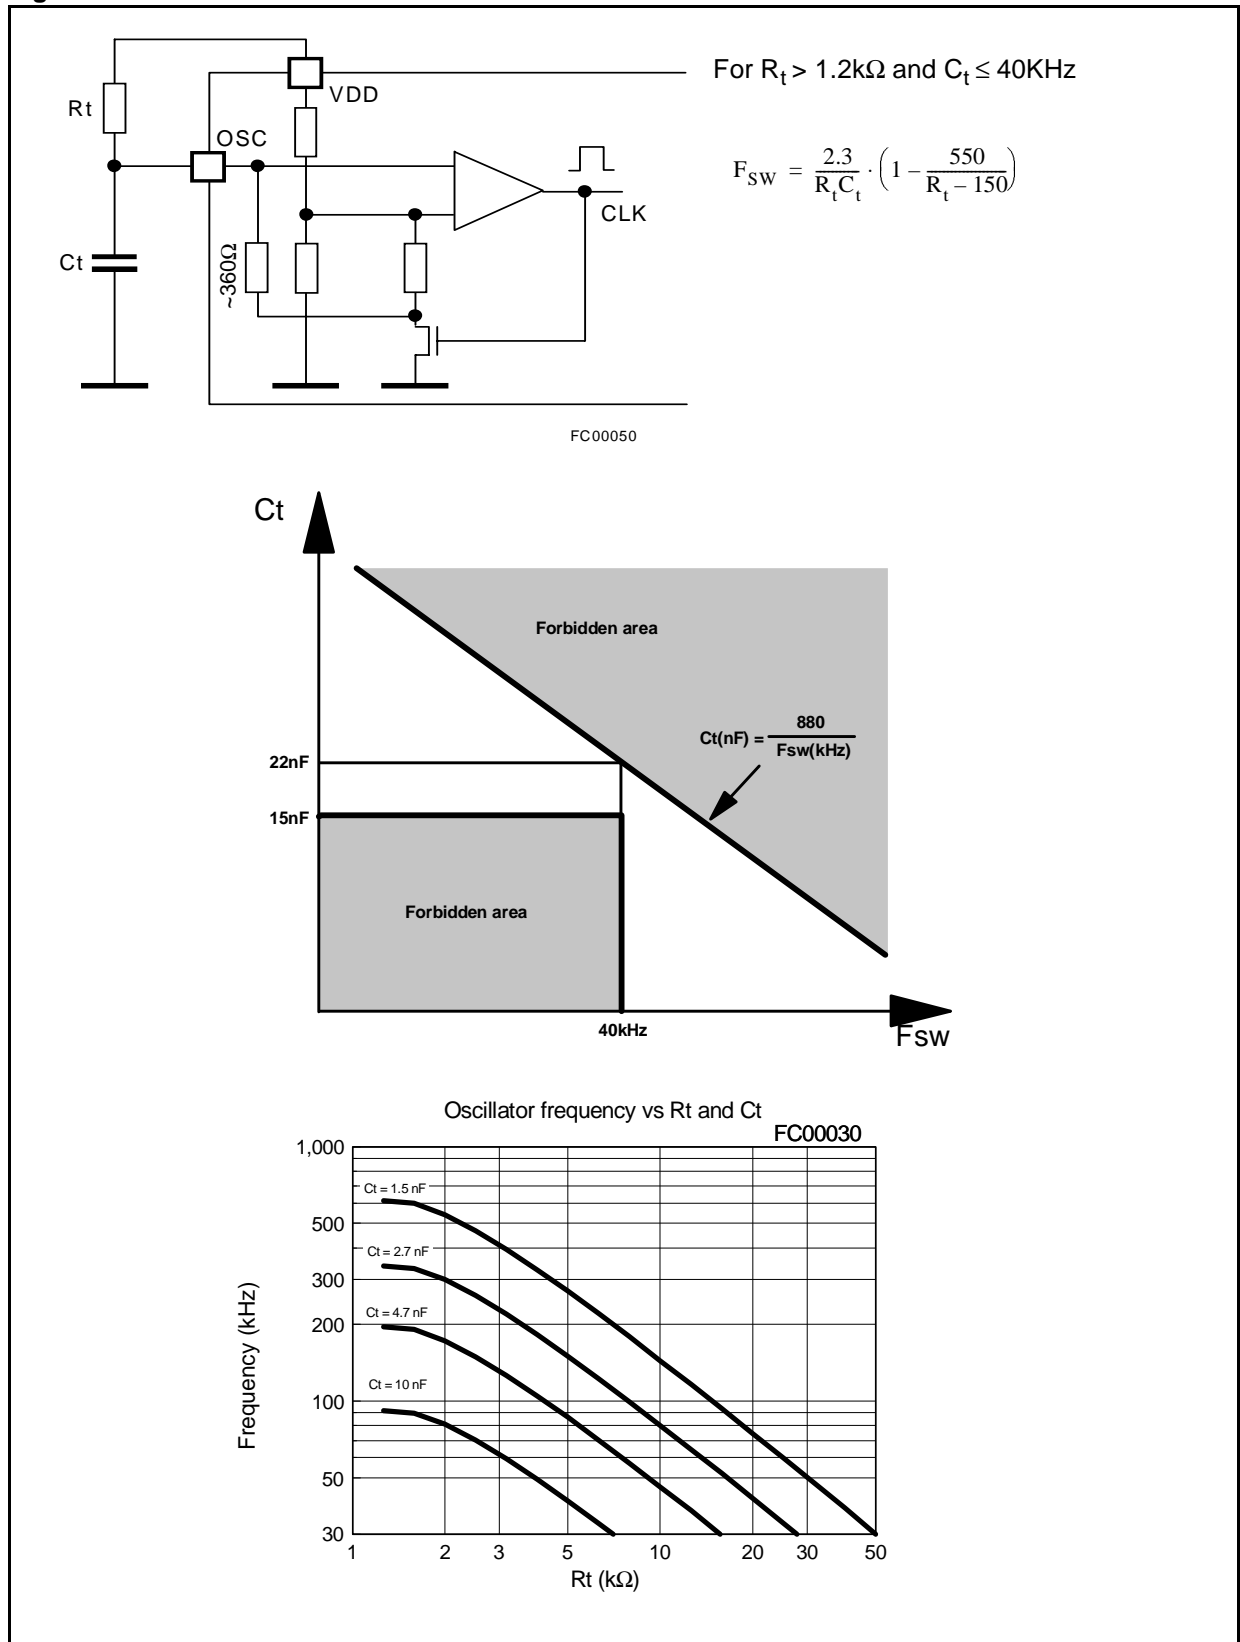 For Rt > 1.2kΩ and Ct ≤ 40KHz
VDD
Rt
OSC
FSW = 2.3 / RtCt · (1 − 550 / Rt − 150)
CLK
Ct
~360Ω
FC00050
Ct
Forbidden area
Ct(nF) = 880 / Fsw(kHz)
22nF
15nF
Forbidden area
40kHz
Fsw
Oscillator frequency vs Rt and Ct
FC00030
1,000
Ct = 1.5 nF
500
Ct = 2.7 nF
300
Ct = 4.7 nF
200
Ct = 10 nF
100
50
30
Frequency (kHz)
1 2 3 5 10 20 30 50
Rt (kΩ)